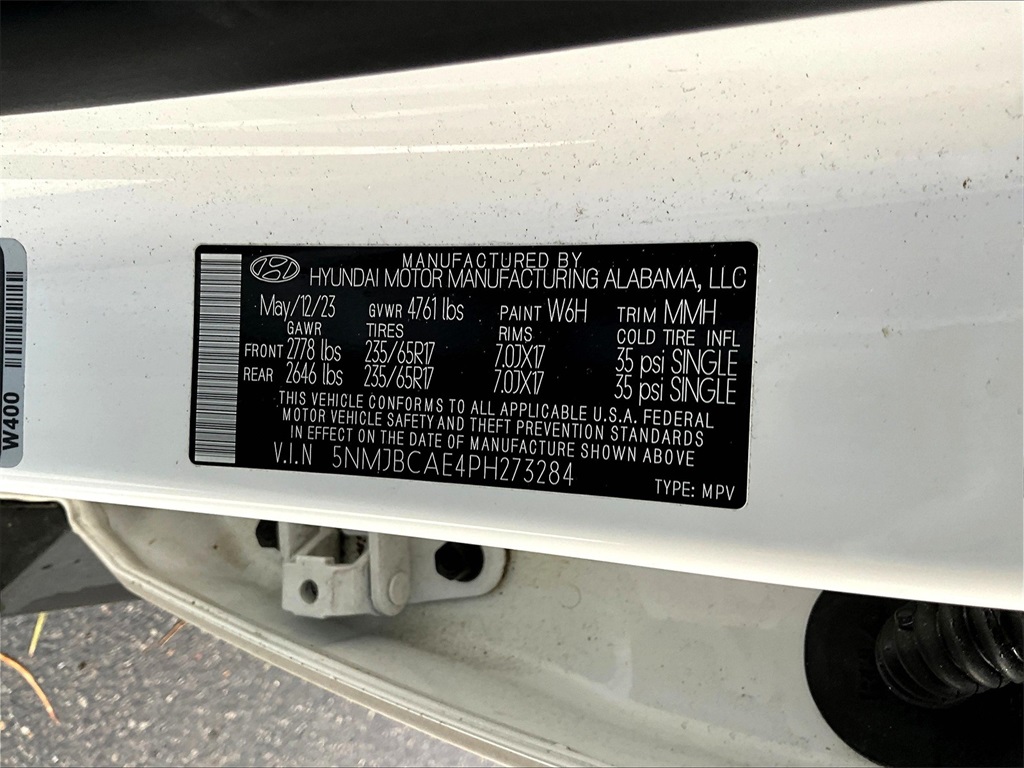 MANUFACTURED BY
HYUNDAI MOTOR MANUFACTURING ALABAMA, LLC
May/12/23 GVWR 4761 lbs PAINT W6H TRIM MMH
GAWR TIRES RIMS COLD TIRE INFL
FRONT 2778 lbs 235/65R17 7.0JX17 35 psi SINGLE
REAR 2646 lbs 235/65R17 7.0JX17 35 psi SINGLE
THIS VEHICLE CONFORMS TO ALL APPLICABLE U.S.A. FEDERAL
MOTOR VEHICLE SAFETY AND THEFT PREVENTION STANDARDS
IN EFFECT ON THE DATE OF MANUFACTURE SHOWN ABOVE
V.I.N 5NMJBCAE4PH273284
TYPE: MPV
W400